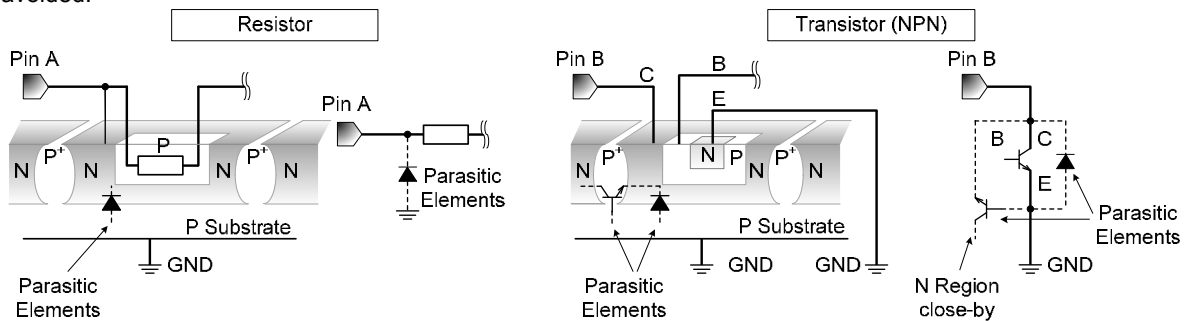 avoided.
Resistor
Transistor (NPN)
Pin A
Pin A
N
P+
N
P
N
P+
N
Parasitic
Elements
P Substrate
GND
Parasitic
Elements
Pin B
C
B
E
N
P+
N
N
P
N
P+
N
P Substrate
GND
GND
Parasitic
Elements
Pin B
B
C
E
Parasitic
Elements
GND
N Region
close-by